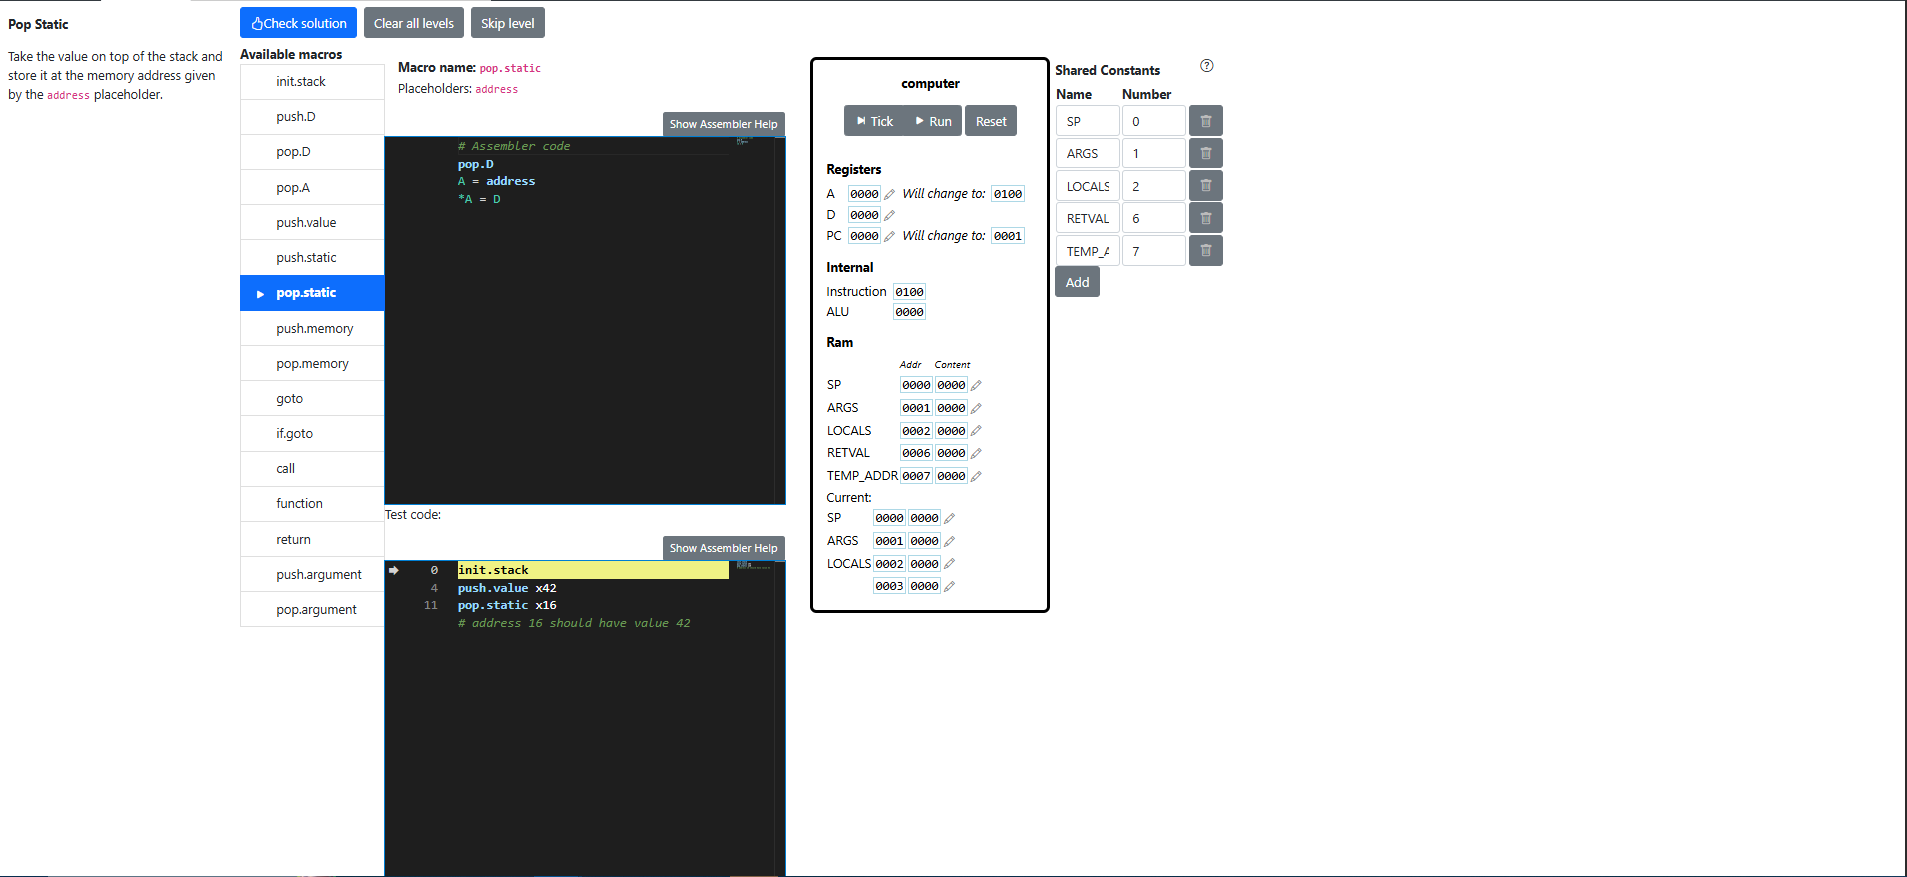 Pop Static
Take the value on top of the stack and
store it at the memory address given
by the address placeholder.
Check solution
Clear all levels
Skip level
Available macros
init.stack
push.D
pop.D
pop.A
push.value
push.static
pop.static
push.memory
pop.memory
goto
if.goto
call
function
return
push.argument
pop.argument
Macro name: pop.static
Placeholders: address
Show Assembler Help
# Assembler code
pop.D
A = address
*A = D
Test code:
Show Assembler Help
0 init.stack
4 push.value x42
11 pop.static x16
# address 16 should have value 42
computer
Tick
Run
Reset
Registers
A 0000 Will change to: 0100
D 0000
PC 0000 Will change to: 0001
Internal
Instruction 0100
ALU 0000
Ram
Addr Content
SP 0000 0000
ARGS 0001 0000
LOCALS 0002 0000
RETVAL 0006 0000
TEMP_ADDR 0007 0000
Current:
SP 0000 0000
ARGS 0001 0000
LOCALS 0002 0000
0003 0000
Shared Constants
Name Number
SP 0
ARGS 1
LOCALS 2
RETVAL 6
TEMP_A 7
Add